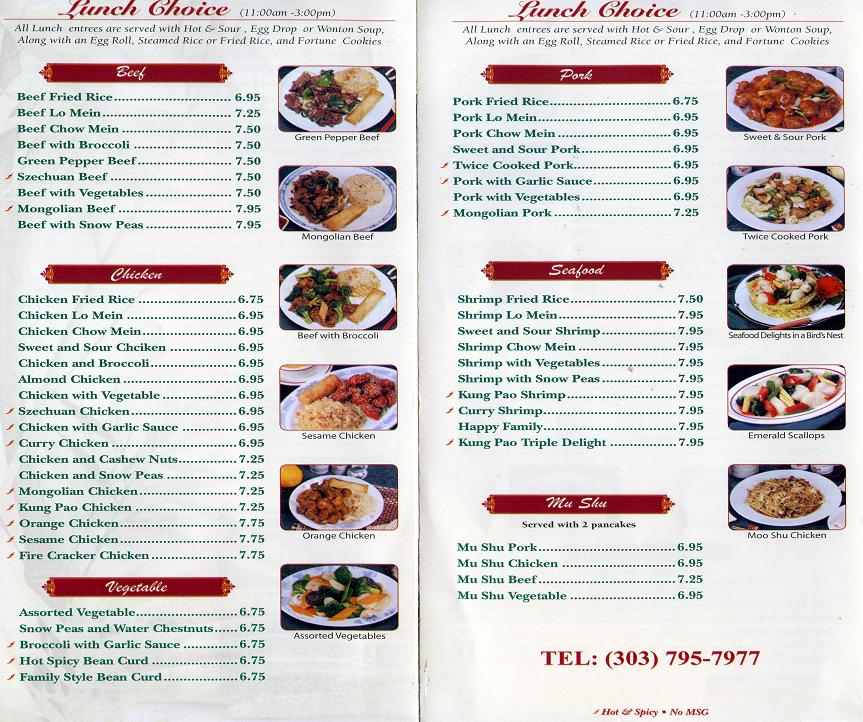 Lunch Choice (11:00am -3:00pm)
All Lunch entrees are served with Hot & Sour , Egg Drop or Wonton Soup,
Along with an Egg Roll, Steamed Rice or Fried Rice, and Fortune Cookies
Beef
Beef Fried Rice 6.95
Beef Lo Mein 7.25
Beef Chow Mein 7.50
Beef with Broccoli 7.50
Green Pepper Beef 7.50
Szechuan Beef 7.50
Beef with Vegetables 7.50
Mongolian Beef 7.95
Beef with Snow Peas 7.95
Green Pepper Beef
Mongolian Beef
Chicken
Chicken Fried Rice 6.75
Chicken Lo Mein 6.95
Chicken Chow Mein 6.95
Sweet and Sour Chciken 6.95
Chicken and Broccoli 6.95
Almond Chicken 6.95
Chicken with Vegetable 6.95
Szechuan Chicken 6.95
Chicken with Garlic Sauce 6.95
Curry Chicken 6.95
Chicken and Cashew Nuts 7.25
Chicken and Snow Peas 7.25
Mongolian Chicken 7.25
Kung Pao Chicken 7.25
Orange Chicken 7.75
Sesame Chicken 7.75
Fire Cracker Chicken 7.75
Beef with Broccoli
Sesame Chicken
Orange Chicken
Vegetable
Assorted Vegetable 6.75
Snow Peas and Water Chestnuts 6.75
Broccoli with Garlic Sauce 6.75
Hot Spicy Bean Curd 6.75
Family Style Bean Curd 6.75
Assorted Vegetables
Lunch Choice (11:00am -3:00pm)
All Lunch entrees are served with Hot & Sour , Egg Drop or Wonton Soup,
Along with an Egg Roll, Steamed Rice or Fried Rice, and Fortune Cookies
Pork
Pork Fried Rice 6.75
Pork Lo Mein 6.95
Pork Chow Mein 6.95
Sweet and Sour Pork 6.95
Twice Cooked Pork 6.95
Pork with Garlic Sauce 6.95
Pork with Vegetables 6.95
Mongolian Pork 7.25
Sweet & Sour Pork
Twice Cooked Pork
Seafood
Shrimp Fried Rice 7.50
Shrimp Lo Mein 7.95
Sweet and Sour Shrimp 7.95
Shrimp Chow Mein 7.95
Shrimp with Vegetables 7.95
Shrimp with Snow Peas 7.95
Kung Pao Shrimp 7.95
Curry Shrimp 7.95
Happy Family 7.95
Kung Pao Triple Delight 7.95
Seafood Delights in a Bird's Nest
Emerald Scallops
Mu Shu
Served with 2 pancakes
Mu Shu Pork 6.95
Mu Shu Chicken 6.95
Mu Shu Beef 7.25
Mu Shu Vegetable 6.95
Moo Shu Chicken
TEL: (303) 795-7977
Hot & Spicy • No MSG